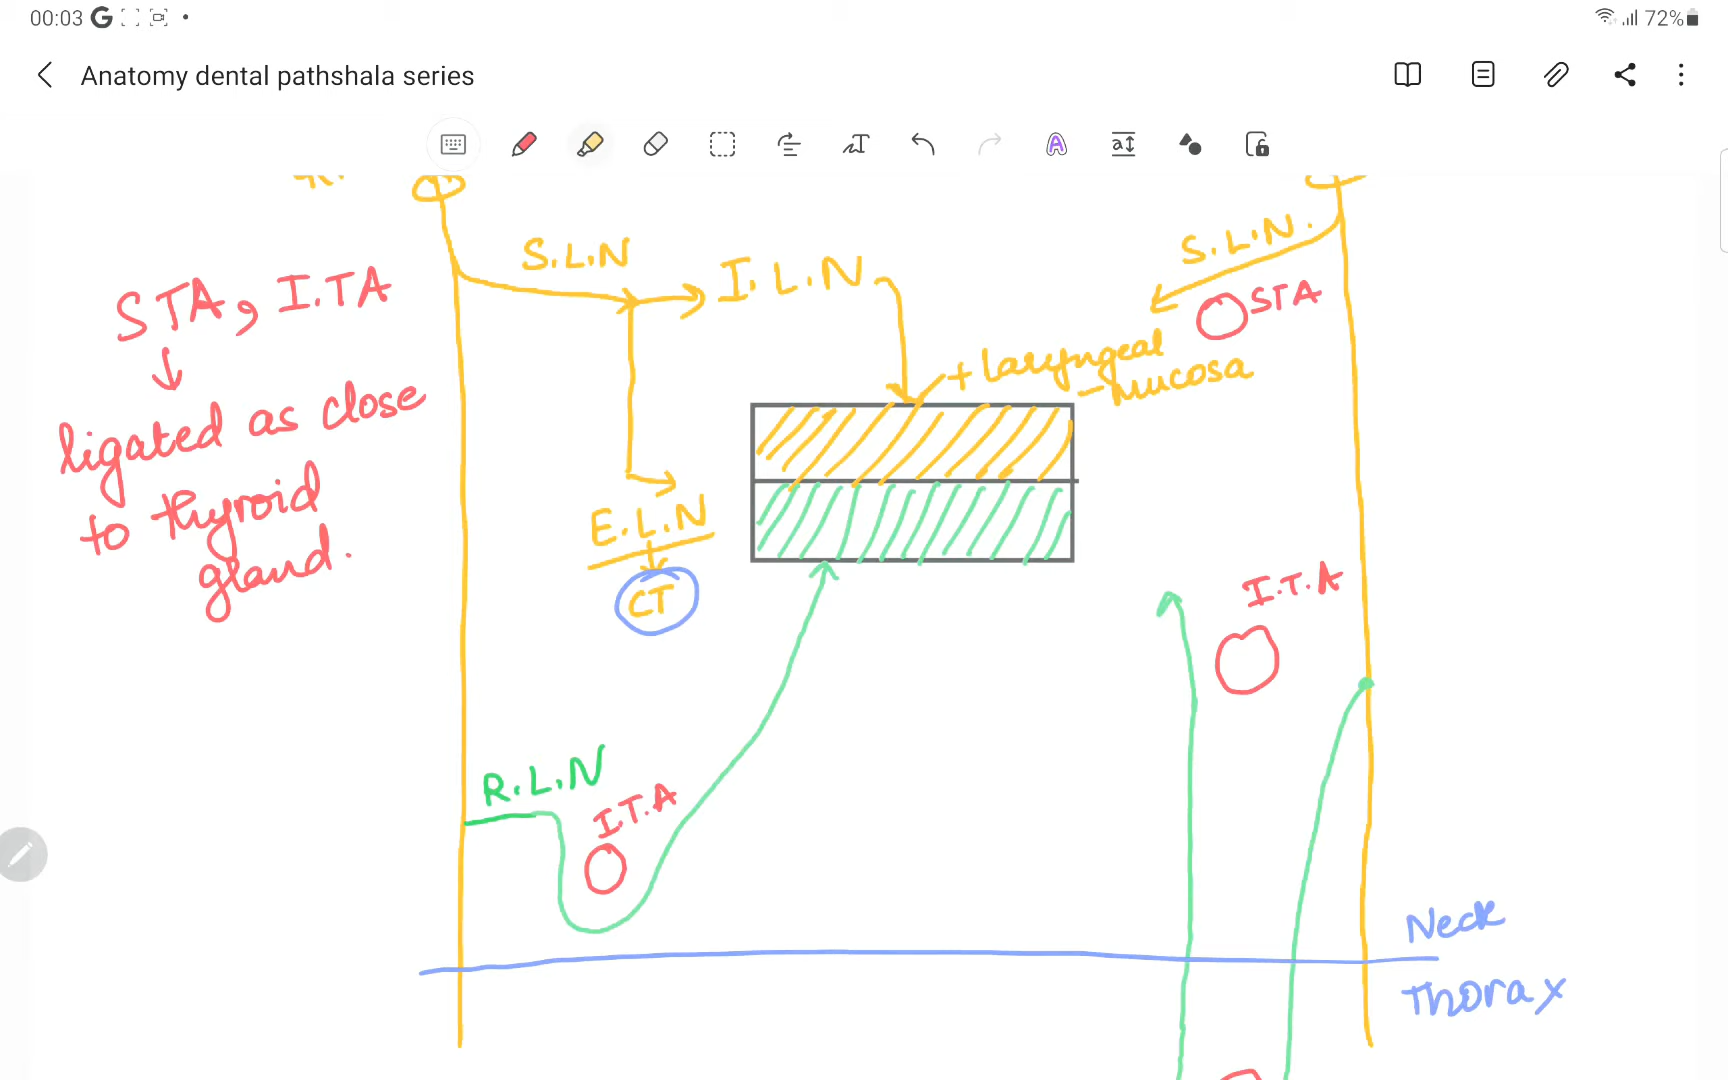 00:03 G 72%
Anatomy dental pathshala series
S.L.N
I.L.N
S.L.N.
STA, I.TA
STA
+ Laryngeal
- Mucosa
ligated as close
to thyroid
gland.
E.L.N
CT
I.T.A
R.L.N
I.T.A
Neck
Thorax